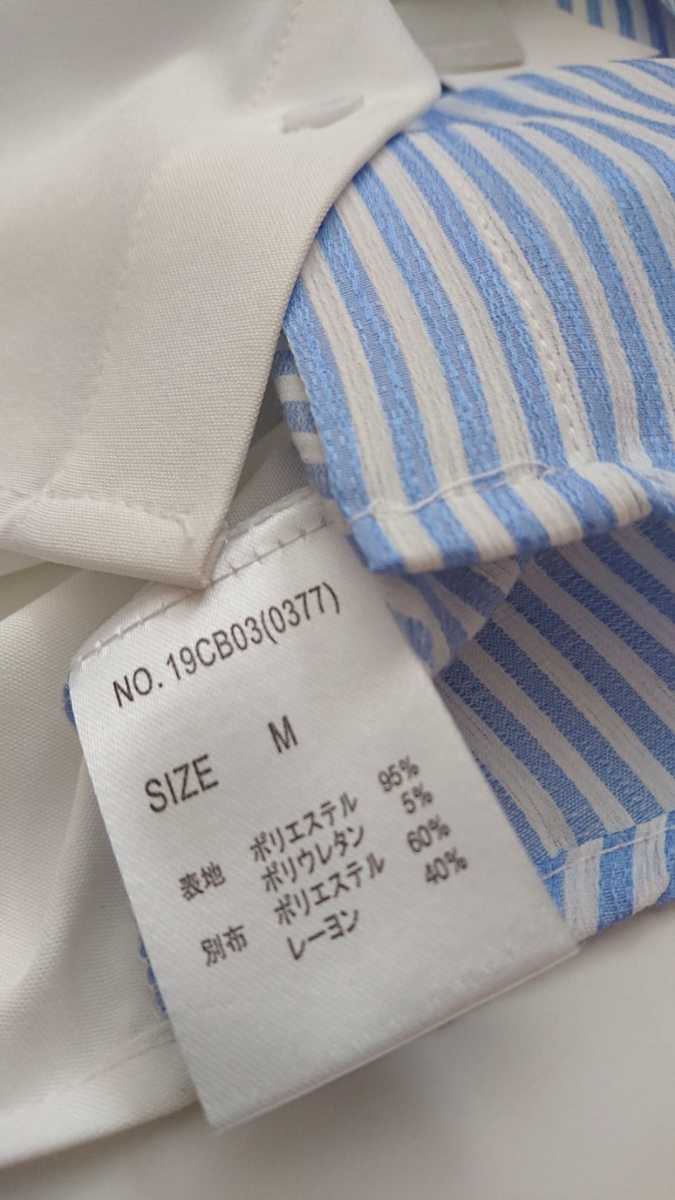 NO. 19CB03(0377)
SIZE M
表地 ポリエステル 95%
ポリウレタン 5%
別布 ポリエステル 60%
レーヨン 40%